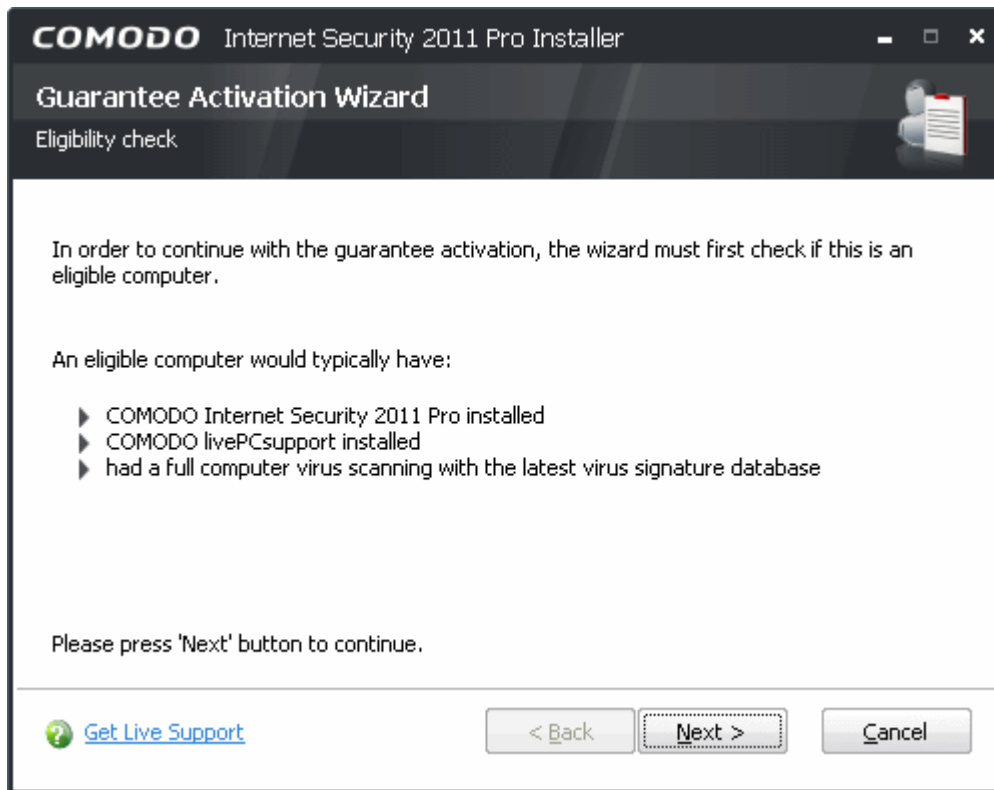 COMODO Internet Security 2011 Pro Installer
Guarantee Activation Wizard
Eligibility check
In order to continue with the guarantee activation, the wizard must first check if this is an
eligible computer.
An eligible computer would typically have:
COMODO Internet Security 2011 Pro installed
COMODO livePCsupport installed
had a full computer virus scanning with the latest virus signature database
Please press 'Next' button to continue.
Get Live Support < Back Next > Cancel